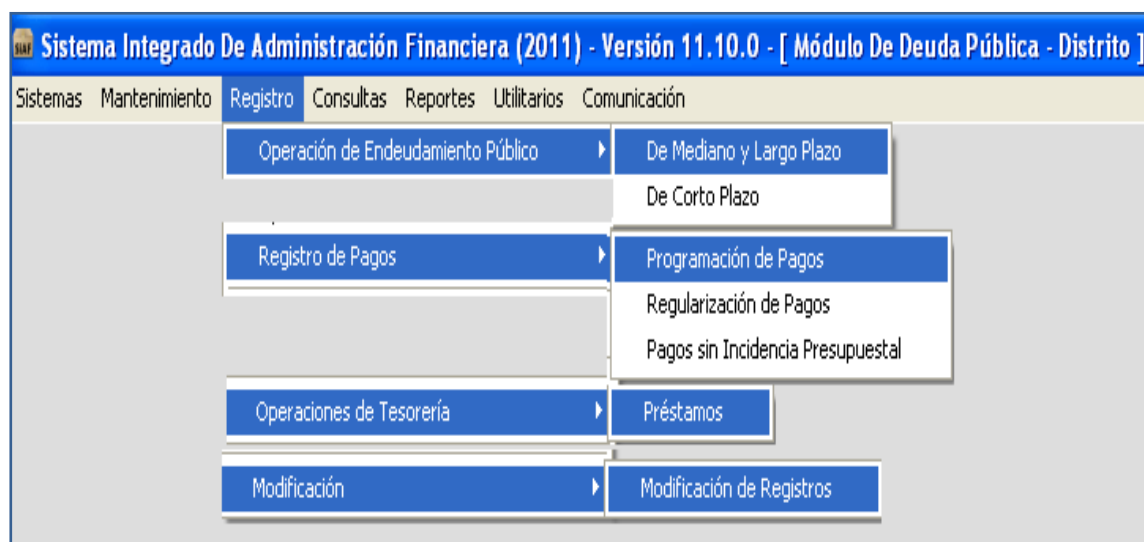 SIAF Sistema Integrado De Administración Financiera (2011) - Versión 11.10.0 - [ Módulo De Deuda Pública - Distrito ]
Sistemas Mantenimiento Registro Consultas Reportes Utilitarios Comunicación
Operación de Endeudamiento Público De Mediano y Largo Plazo
De Corto Plazo
Registro de Pagos Programación de Pagos
Regularización de Pagos
Pagos sin Incidencia Presupuestal
Operaciones de Tesorería Préstamos
Modificación Modificación de Registros